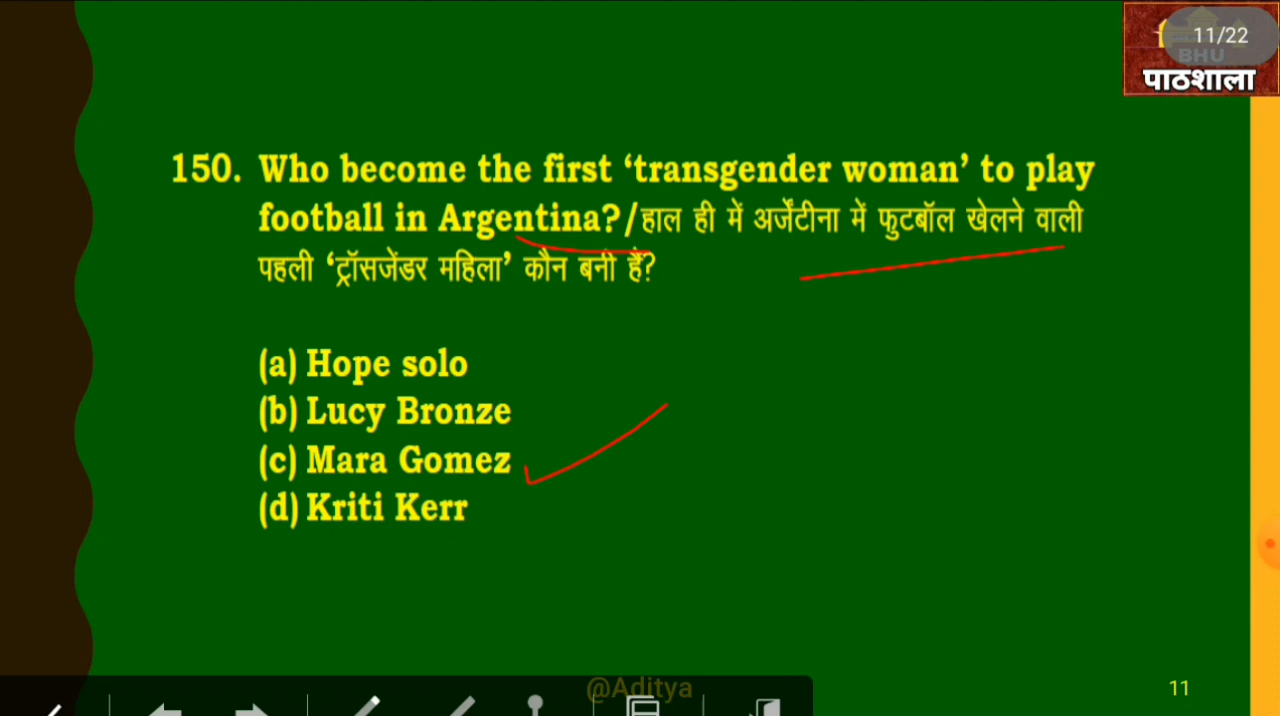 11/22
BHU
पाठशाला
150. Who become the first ‘transgender woman’ to play
football in Argentina?/हाल ही में अर्जेंटीना में फुटबॉल खेलने वाली
पहली ‘ट्रॉसजेंडर महिला’ कौन बनी हैं?
(a) Hope solo
(b) Lucy Bronze
(c) Mara Gomez
(d) Kriti Kerr
@Aditya
11